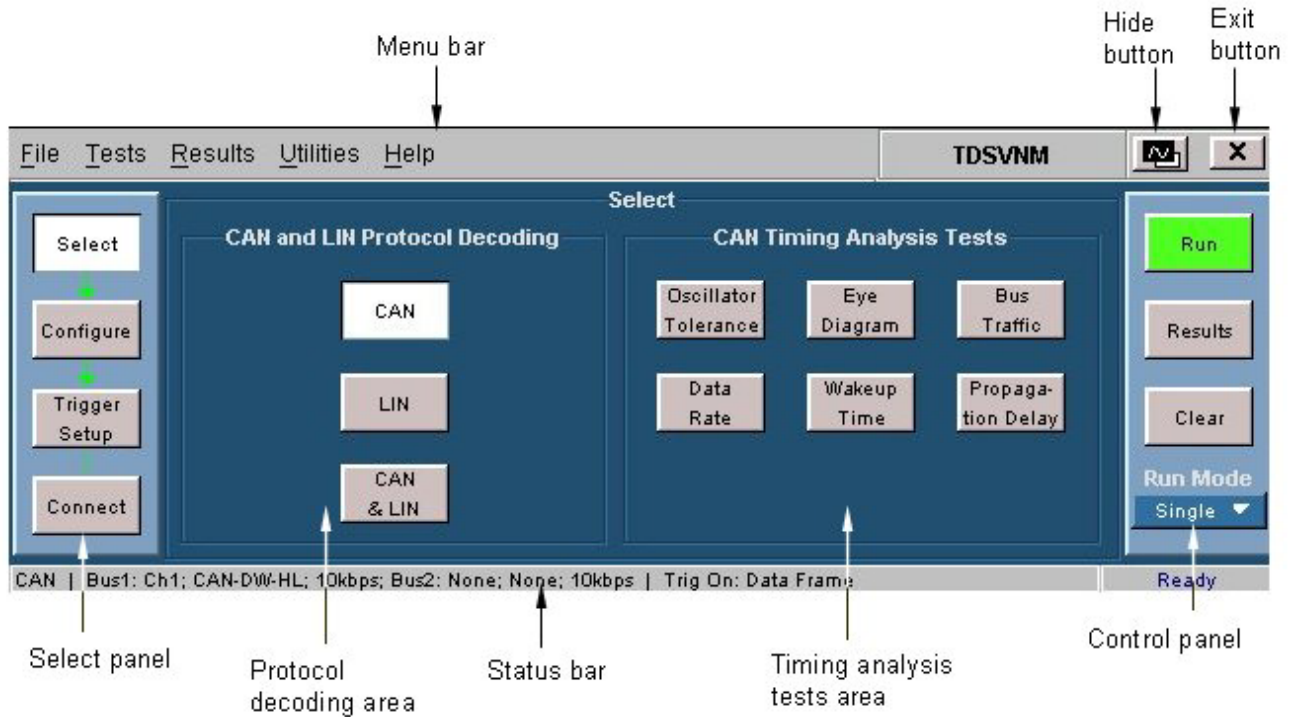 Menu bar
Hide
button
Exit
button
File Tests Results Utilities Help
TDSVNM
Select
Select
Configure
Trigger
Setup
Connect
CAN and LIN Protocol Decoding
CAN
LIN
CAN
& LIN
CAN Timing Analysis Tests
Oscillator
Tolerance
Eye
Diagram
Bus
Traffic
Data
Rate
Wakeup
Time
Propaga-
tion Delay
Run
Results
Clear
Run Mode
Single
CAN | Bus1: Ch1; CAN-DW-HL; 10kbps; Bus2: None; None; 10kbps | Trig On: Data Frame
Ready
Select panel
Protocol
decoding area
Status bar
Timing analysis
tests area
Control panel